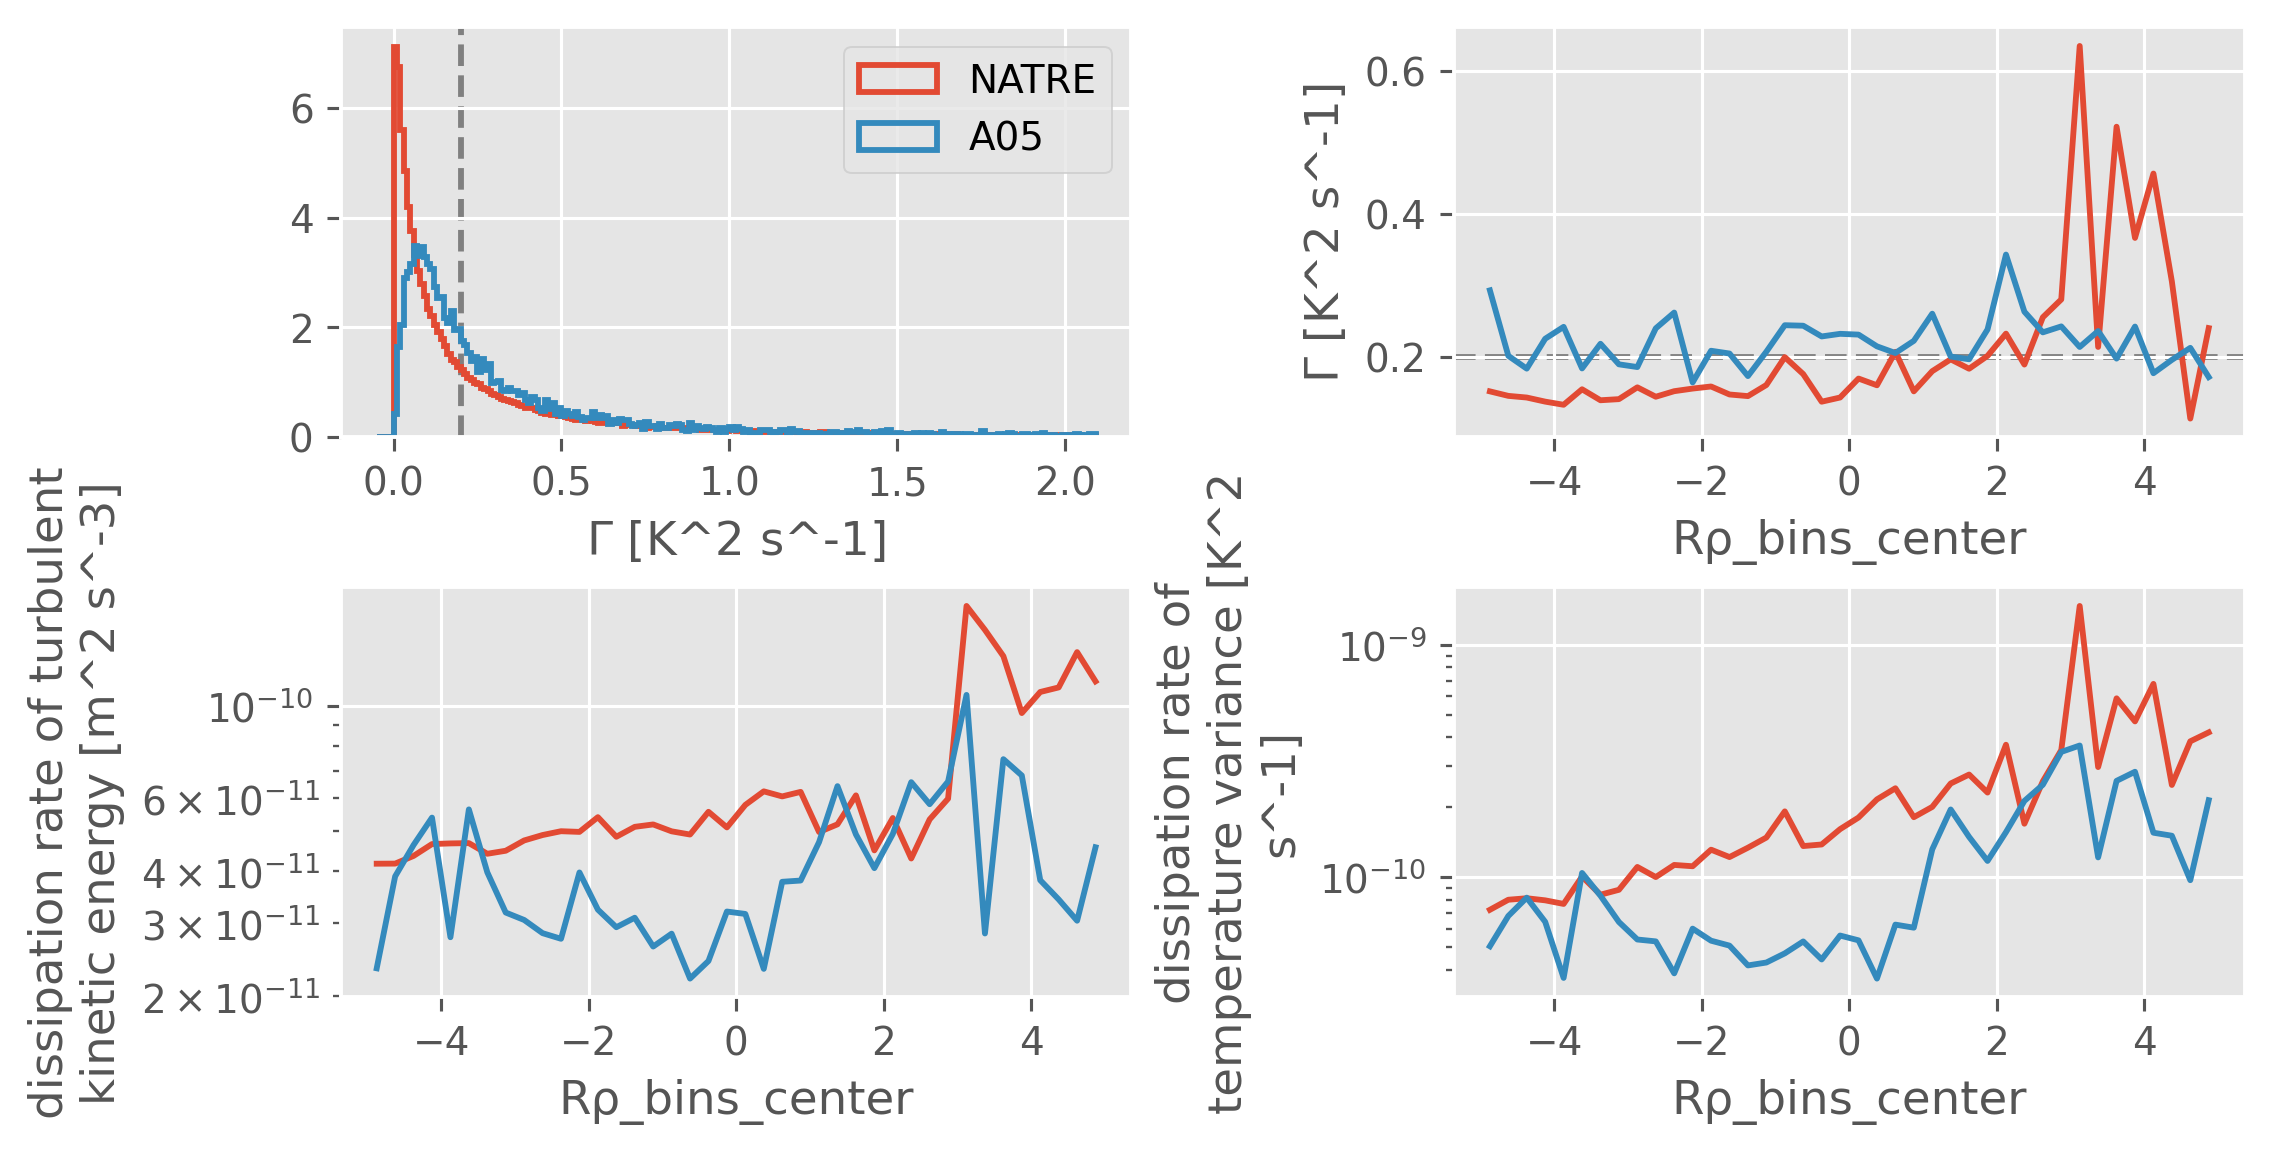 NATRE
A05
6
4
2
0
0.0
0.5
1.0
1.5
2.0
Γ [K^2 s^-1]
Γ [K^2 s^-1]
0.6
0.4
0.2
−4
−2
0
2
4
Rρ_bins_center
dissipation rate of turbulent
kinetic energy [m^2 s^-3]
10⁻¹⁰
6 × 10⁻¹¹
4 × 10⁻¹¹
3 × 10⁻¹¹
2 × 10⁻¹¹
−4
−2
0
2
4
Rρ_bins_center
dissipation rate of
temperature variance [K^2
s^-1]
10⁻⁹
10⁻¹⁰
−4
−2
0
2
4
Rρ_bins_center